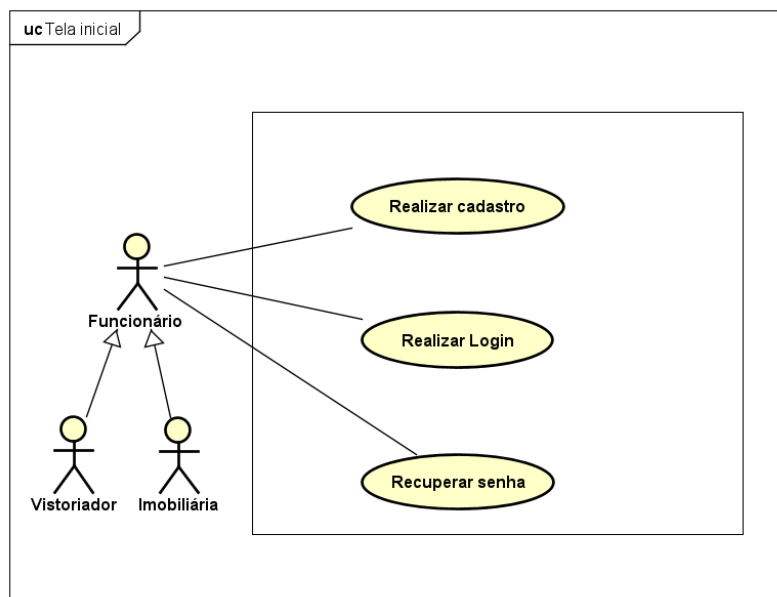 uc Tela inicial
Realizar cadastro
Funcionário
Realizar Login
Recuperar senha
Vistoriador
Imobiliária